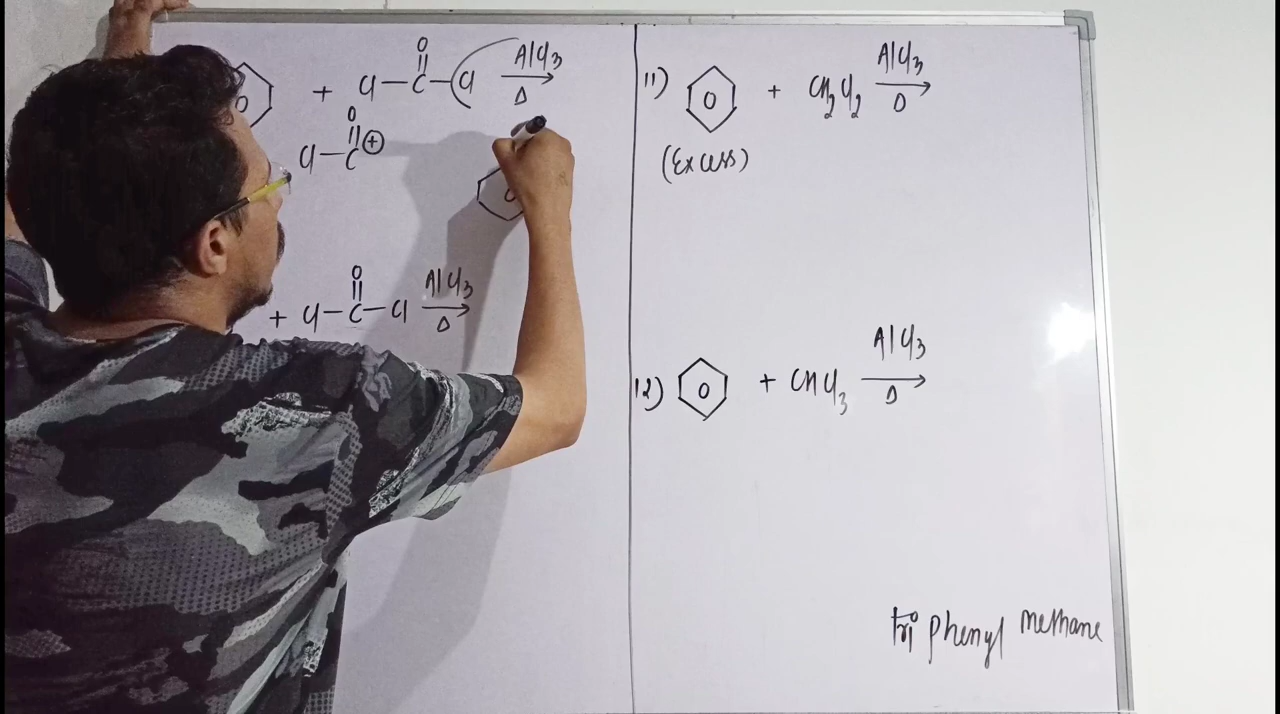 O
+ Cl—C—Cl AlCl3 →
Δ
O
Cl—C⊕
O
+ Cl—C—Cl AlCl3 →
Δ
11) + CH2Cl2 AlCl3 →
Δ
(Excess)
12) + CHCl3 AlCl3 →
Δ
tri phenyl methane